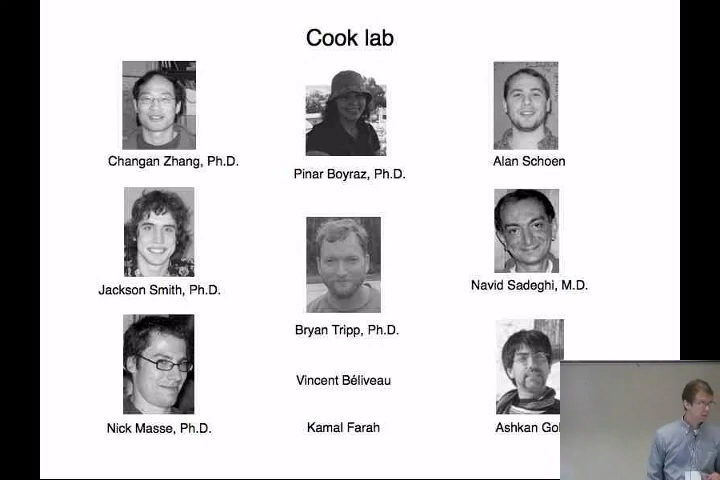 Cook lab
Changan Zhang, Ph.D.
Pinar Boyraz, Ph.D.
Alan Schoen
Jackson Smith, Ph.D.
Bryan Tripp, Ph.D.
Navid Sadeghi, M.D.
Vincent Béliveau
Nick Masse, Ph.D.
Kamal Farah
Ashkan